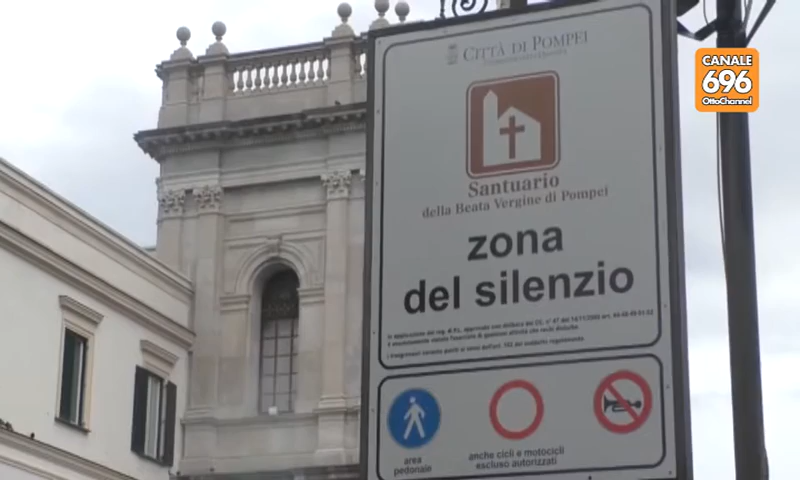 CITTÀ DI POMPEI
Santuario
della Beata Vergine di Pompei
zona
del silenzio
area
pedonale
anche cicli e motocicli
escluso autorizzati
CANALE
696
OttoChannel